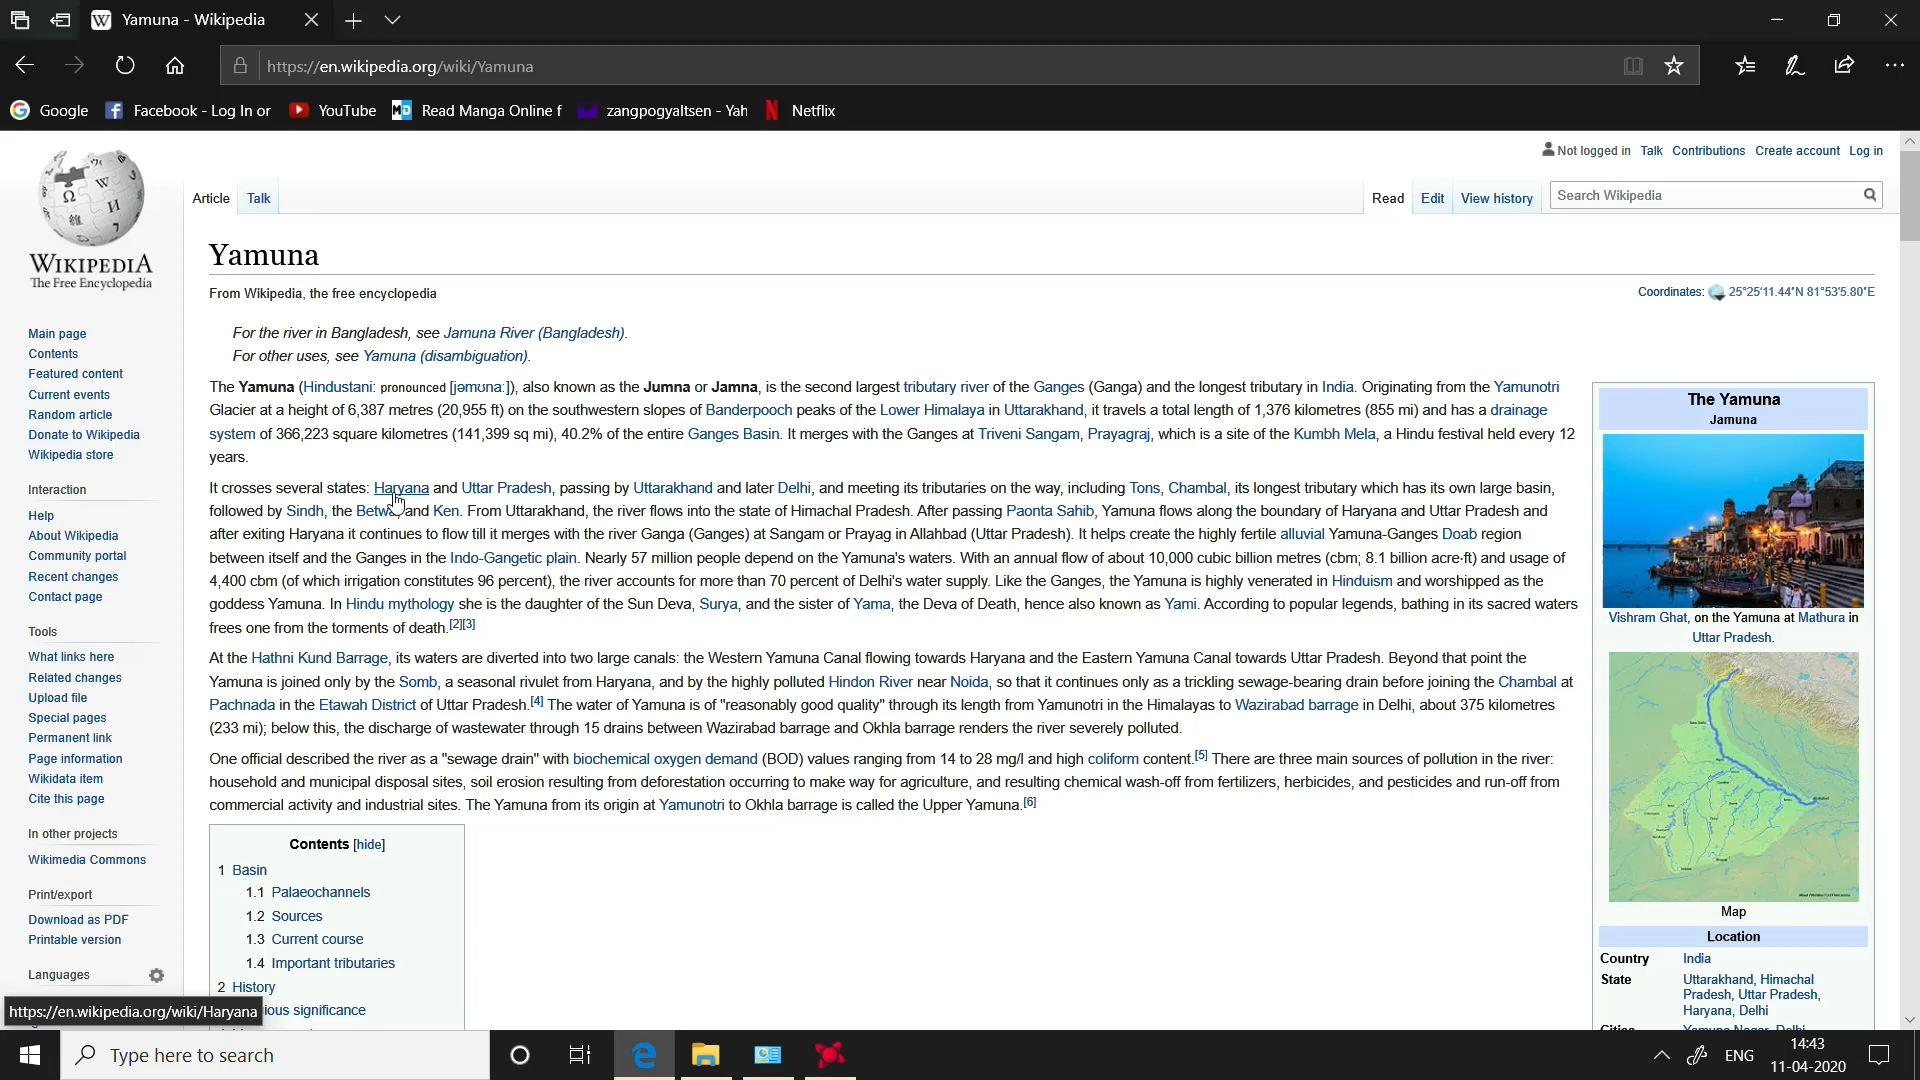 Yamuna - Wikipedia
https://en.wikipedia.org/wiki/Yamuna
Google
Facebook - Log In or
YouTube
Read Manga Online f
zangpogyaltsen - Yah
Netflix
WIKIPEDIA
The Free Encyclopedia
Not logged in Talk Contributions Create account Log in
Article Talk
Read Edit View history
Search Wikipedia
Main page
Contents
Featured content
Current events
Random article
Donate to Wikipedia
Wikipedia store
Interaction
Help
About Wikipedia
Community portal
Recent changes
Contact page
Tools
What links here
Related changes
Upload file
Special pages
Permanent link
Page information
Wikidata item
Cite this page
In other projects
Wikimedia Commons
Print/export
Download as PDF
Printable version
Languages
Yamuna
From Wikipedia, the free encyclopedia
Coordinates: 25°25′11.44″N 81°53′5.80″E
For the river in Bangladesh, see Jamuna River (Bangladesh).
For other uses, see Yamuna (disambiguation).
The Yamuna (Hindustani: pronounced [jəmʊnaː]), also known as the Jumna or Jamna, is the second largest tributary river of the Ganges (Ganga) and the longest tributary in India. Originating from the Yamunotri
Glacier at a height of 6,387 metres (20,955 ft) on the southwestern slopes of Banderpooch peaks of the Lower Himalaya in Uttarakhand, it travels a total length of 1,376 kilometres (855 mi) and has a drainage
system of 366,223 square kilometres (141,399 sq mi), 40.2% of the entire Ganges Basin. It merges with the Ganges at Triveni Sangam, Prayagraj, which is a site of the Kumbh Mela, a Hindu festival held every 12
years.
It crosses several states: Haryana and Uttar Pradesh, passing by Uttarakhand and later Delhi, and meeting its tributaries on the way, including Tons, Chambal, its longest tributary which has its own large basin,
followed by Sindh, the Betw and Ken. From Uttarakhand, the river flows into the state of Himachal Pradesh. After passing Paonta Sahib, Yamuna flows along the boundary of Haryana and Uttar Pradesh and
after exiting Haryana it continues to flow till it merges with the river Ganga (Ganges) at Sangam or Prayag in Allahbad (Uttar Pradesh). It helps create the highly fertile alluvial Yamuna-Ganges Doab region
between itself and the Ganges in the Indo-Gangetic plain. Nearly 57 million people depend on the Yamuna's waters. With an annual flow of about 10,000 cubic billion metres (cbm; 8.1 billion acre·ft) and usage of
4,400 cbm (of which irrigation constitutes 96 percent), the river accounts for more than 70 percent of Delhi's water supply. Like the Ganges, the Yamuna is highly venerated in Hinduism and worshipped as the
goddess Yamuna. In Hindu mythology she is the daughter of the Sun Deva, Surya, and the sister of Yama, the Deva of Death, hence also known as Yami. According to popular legends, bathing in its sacred waters
frees one from the torments of death.[2][3]
At the Hathni Kund Barrage, its waters are diverted into two large canals: the Western Yamuna Canal flowing towards Haryana and the Eastern Yamuna Canal towards Uttar Pradesh. Beyond that point the
Yamuna is joined only by the Somb, a seasonal rivulet from Haryana, and by the highly polluted Hindon River near Noida, so that it continues only as a trickling sewage-bearing drain before joining the Chambal at
Pachnada in the Etawah District of Uttar Pradesh.[4] The water of Yamuna is of "reasonably good quality" through its length from Yamunotri in the Himalayas to Wazirabad barrage in Delhi, about 375 kilometres
(233 mi); below this, the discharge of wastewater through 15 drains between Wazirabad barrage and Okhla barrage renders the river severely polluted.
One official described the river as a "sewage drain" with biochemical oxygen demand (BOD) values ranging from 14 to 28 mg/l and high coliform content.[5] There are three main sources of pollution in the river:
household and municipal disposal sites, soil erosion resulting from deforestation occurring to make way for agriculture, and resulting chemical wash-off from fertilizers, herbicides, and pesticides and run-off from
commercial activity and industrial sites. The Yamuna from its origin at Yamunotri to Okhla barrage is called the Upper Yamuna.[6]
Contents [hide]
1 Basin
1.1 Palaeochannels
1.2 Sources
1.3 Current course
1.4 Important tributaries
2 History
ious significance
The Yamuna
Jamuna
Vishram Ghat, on the Yamuna at Mathura in
Uttar Pradesh.
Map
Location
Country India
State Uttarakhand, Himachal
Pradesh, Uttar Pradesh,
Haryana, Delhi
Cities Yamuna Nagar, Delhi
https://en.wikipedia.org/wiki/Haryana
Type here to search
ENG
14:43
11-04-2020